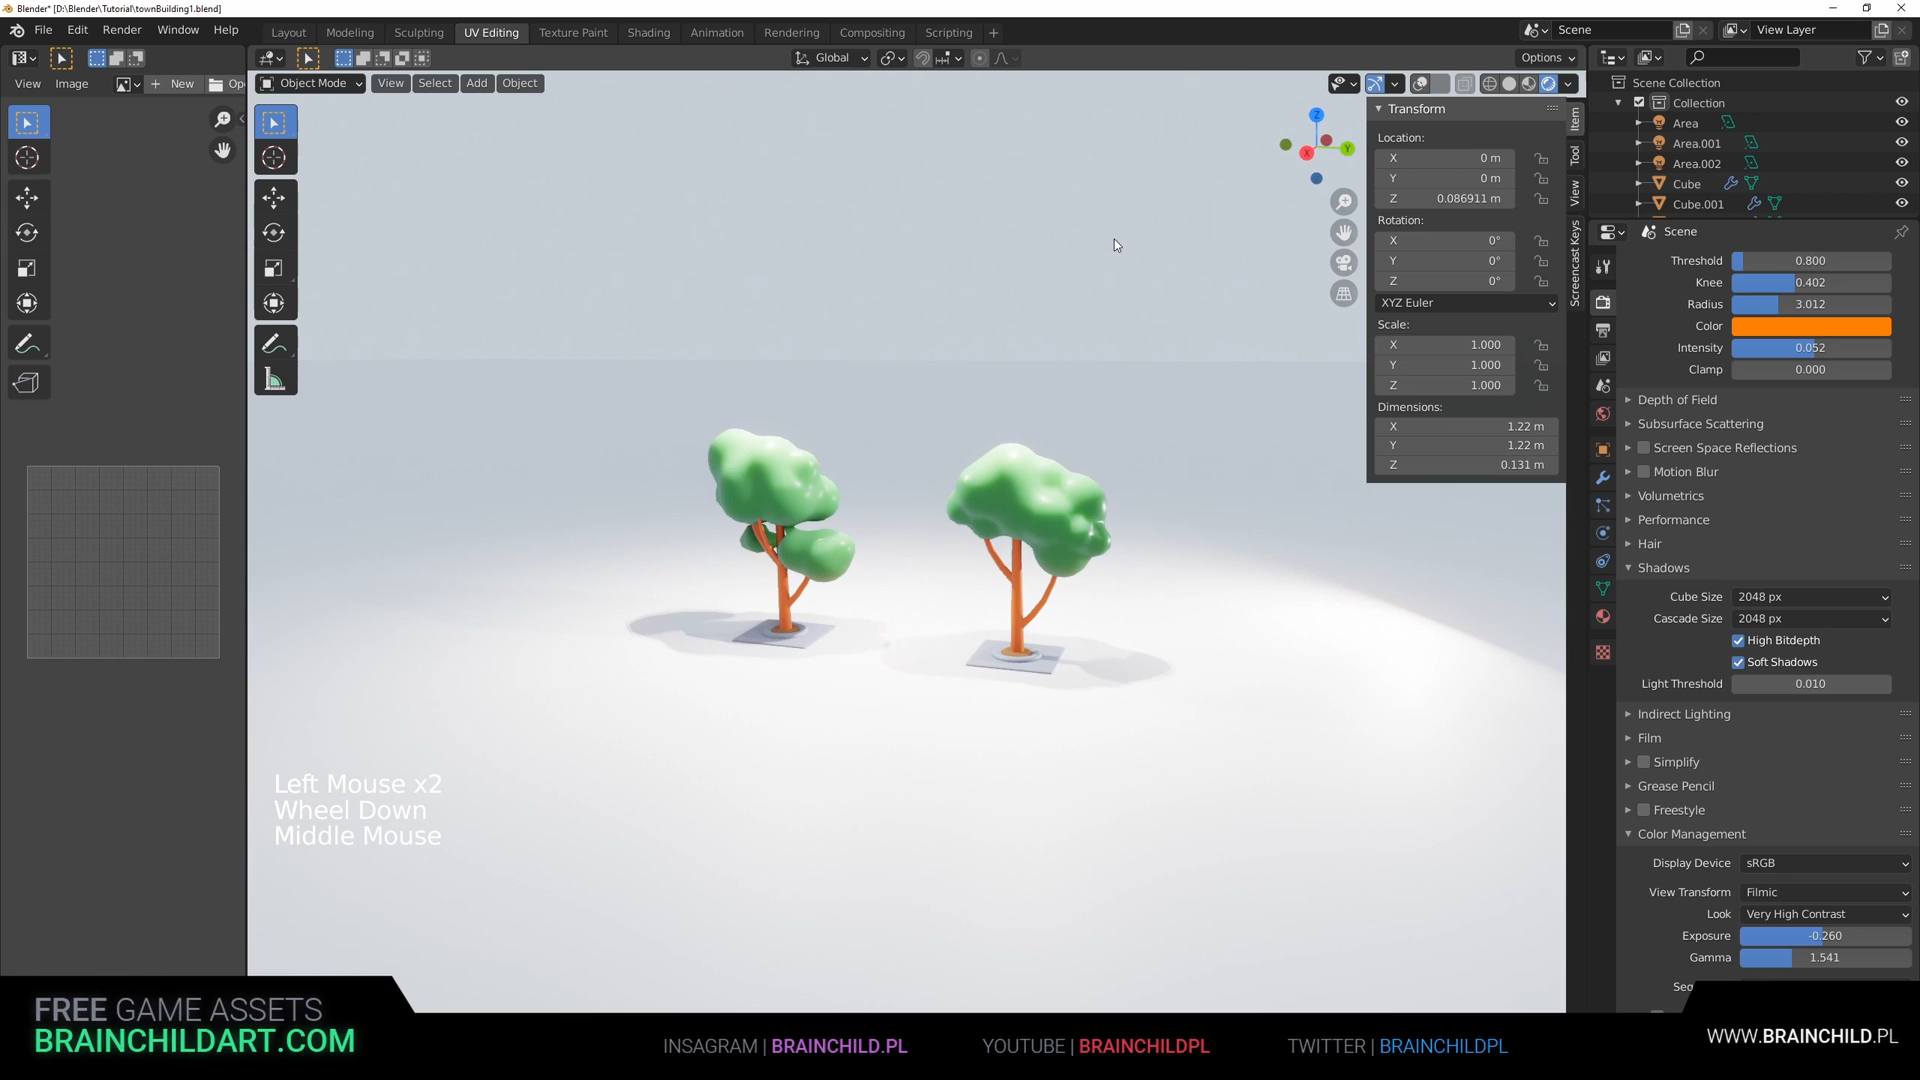 Blender* [D:\Blender\Tutorial\townBuilding1.blend]
File Edit Render Window Help
Layout Modeling Sculpting UV Editing Texture Paint Shading Animation Rendering Compositing Scripting +
Scene
View Layer
Global
Options
View Image
New
Op
Object Mode
View Select Add Object
Transform
Location:
X 0 m
Y 0 m
Z 0.086911 m
Rotation:
X 0°
Y 0°
Z 0°
XYZ Euler
Scale:
X 1.000
Y 1.000
Z 1.000
Dimensions:
X 1.22 m
Y 1.22 m
Z 0.131 m
Item
Tool
View
Screencast Keys
Z
Y
X
Scene Collection
Collection
Area
Area.001
Area.002
Cube
Cube.001
Scene
Threshold 0.800
Knee 0.402
Radius 3.012
Color
Intensity 0.052
Clamp 0.000
Depth of Field
Subsurface Scattering
Screen Space Reflections
Motion Blur
Volumetrics
Performance
Hair
Shadows
Cube Size 2048 px
Cascade Size 2048 px
High Bitdepth
Soft Shadows
Light Threshold 0.010
Indirect Lighting
Film
Simplify
Grease Pencil
Freestyle
Color Management
Display Device sRGB
View Transform Filmic
Look Very High Contrast
Exposure -0.260
Gamma 1.541
Left Mouse x2
Wheel Down
Middle Mouse
FREE GAME ASSETS
BRAINCHILDART.COM
INSAGRAM | BRAINCHILD.PL
YOUTUBE | BRAINCHILDPL
TWITTER | BRAINCHILDPL
WWW.BRAINCHILD.PL